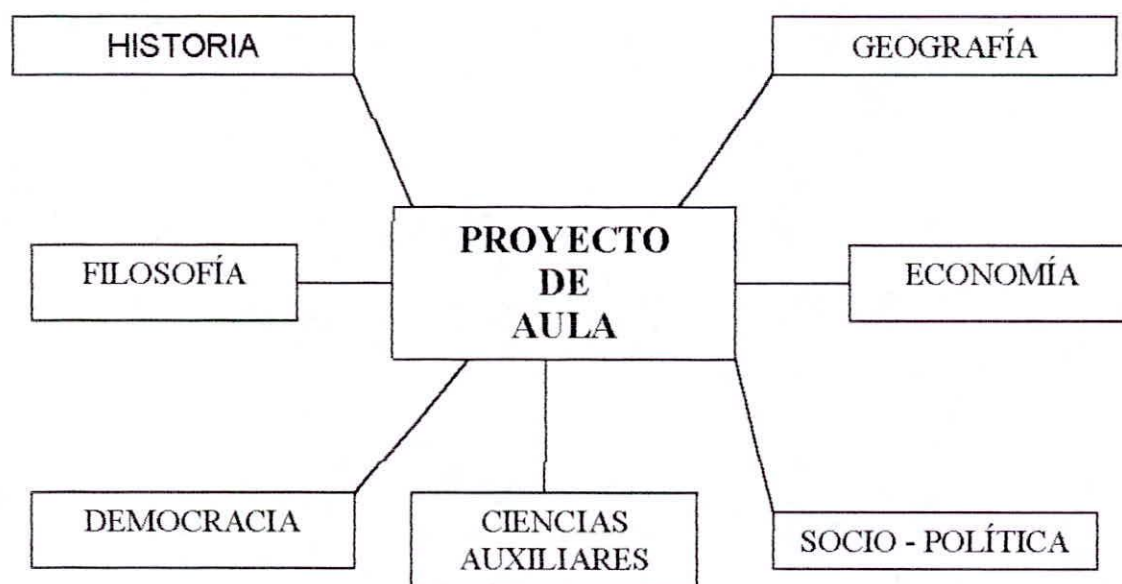 HISTORIA
GEOGRAFÍA
PROYECTO
DE
AULA
FILOSOFÍA
ECONOMÍA
DEMOCRACIA
CIENCIAS
AUXILIARES
SOCIO - POLÍTICA